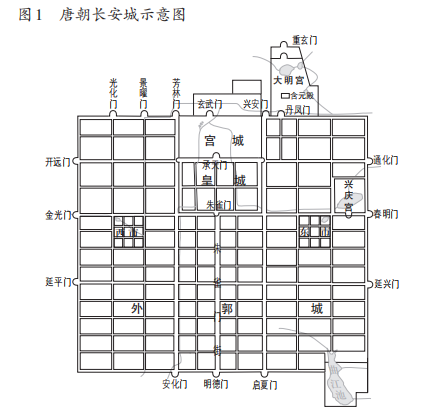 图1 唐朝长安城示意图
重玄门
大明宫
含元殿
丹凤门
光化门
景曜门
芳林门
玄武门
兴安门
宫城
承天门
皇城
朱雀门
开远门
通化门
兴庆宫
金光门
春明门
西市
东市
朱雀门街
延平门
延兴门
外郭城
安化门
明德门
启夏门